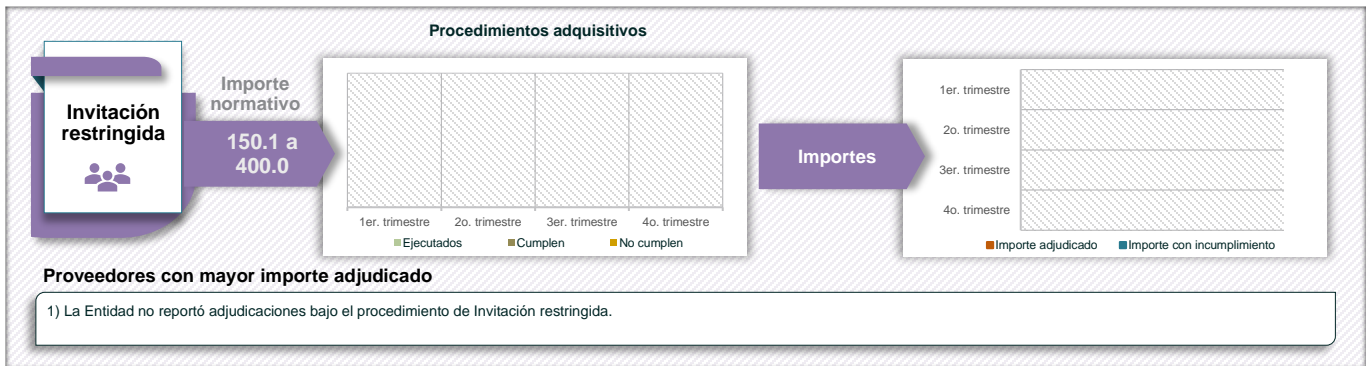 Procedimientos adquisitivos
Invitación
restringida
Importe
normativo
150.1 a
400.0
1er. trimestre
2o. trimestre
3er. trimestre
4o. trimestre
Ejecutados
Cumplen
No cumplen
Importes
1er. trimestre
2o. trimestre
3er. trimestre
4o. trimestre
Importe adjudicado
Importe con incumplimiento
Proveedores con mayor importe adjudicado
1) La Entidad no reportó adjudicaciones bajo el procedimiento de Invitación restringida.